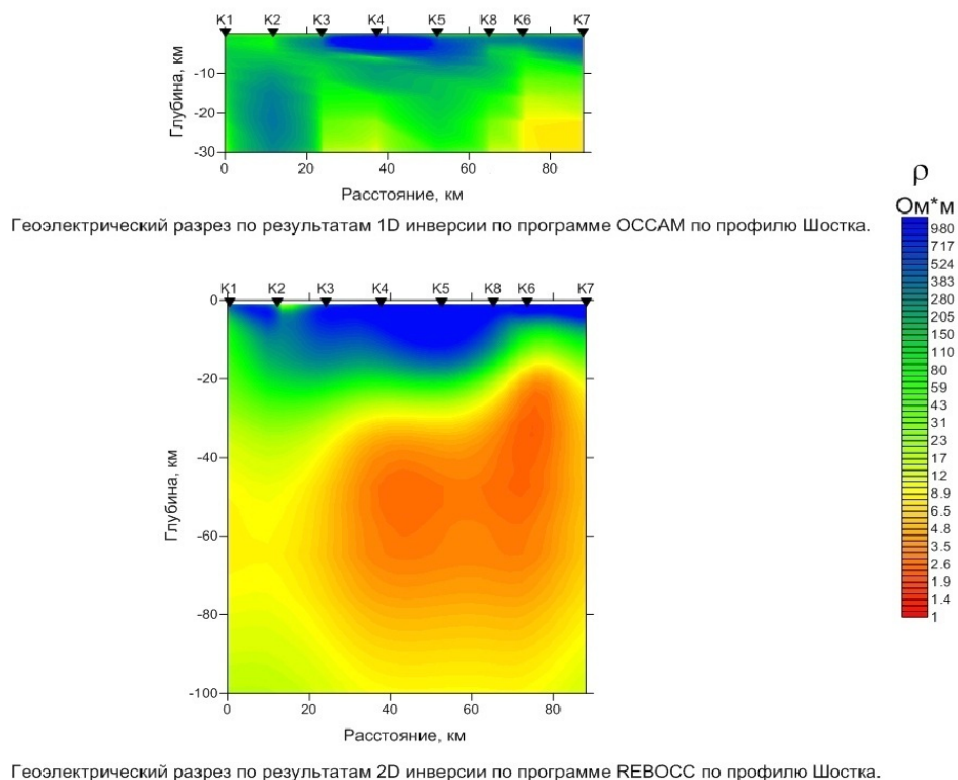 K1 K2 K3 K4 K5 K8 K6 K7
Глубина, км
-10
-20
-30
0 20 40 60 80
Расстояние, км
Геоэлектрический разрез по результатам 1D инверсии по программе OCCAM по профилю Шостка.
ρ
Ом*м
980
717
524
383
280
205
150
110
80
59
43
31
23
17
12
8.9
6.5
4.8
3.5
2.6
1.9
1.4
1
K1 K2 K3 K4 K5 K8 K6 K7
Глубина, км
0
-20
-40
-60
-80
-100
0 20 40 60 80
Расстояние, км
Геоэлектрический разрез по результатам 2D инверсии по программе REBOCC по профилю Шостка.